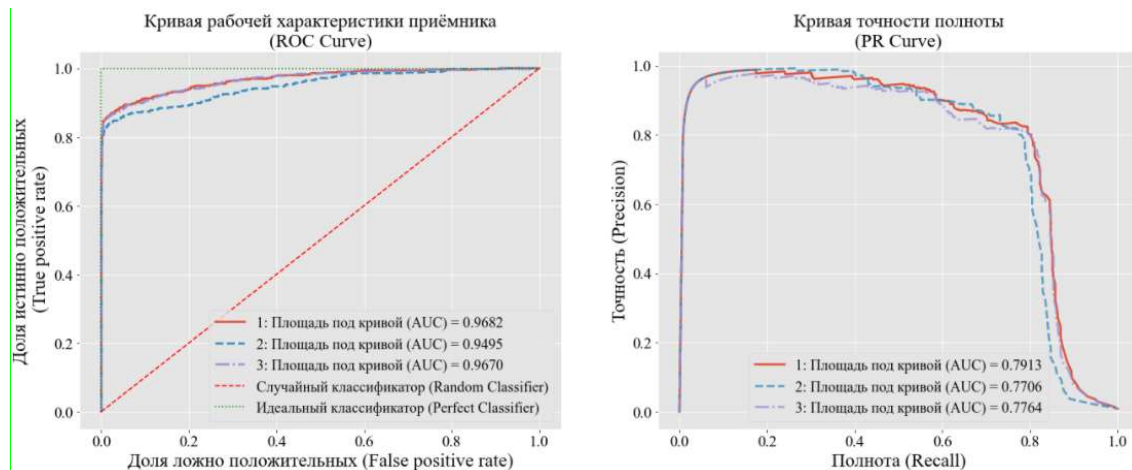 Кривая рабочей характеристики приёмника
(ROC Curve)
Доля истинно положительных
(True positive rate)
1.0
0.8
0.6
0.4
0.2
0.0
1: Площадь под кривой (AUC) = 0.9682
2: Площадь под кривой (AUC) = 0.9495
3: Площадь под кривой (AUC) = 0.9670
Случайный классификатор (Random Classifier)
Идеальный классификатор (Perfect Classifier)
0.0 0.2 0.4 0.6 0.8 1.0
Доля ложно положительных (False positive rate)
Кривая точности полноты
(PR Curve)
Точность (Precision)
1.0
0.8
0.6
0.4
0.2
0.0
1: Площадь под кривой (AUC) = 0.7913
2: Площадь под кривой (AUC) = 0.7706
3: Площадь под кривой (AUC) = 0.7764
0.0 0.2 0.4 0.6 0.8 1.0
Полнота (Recall)